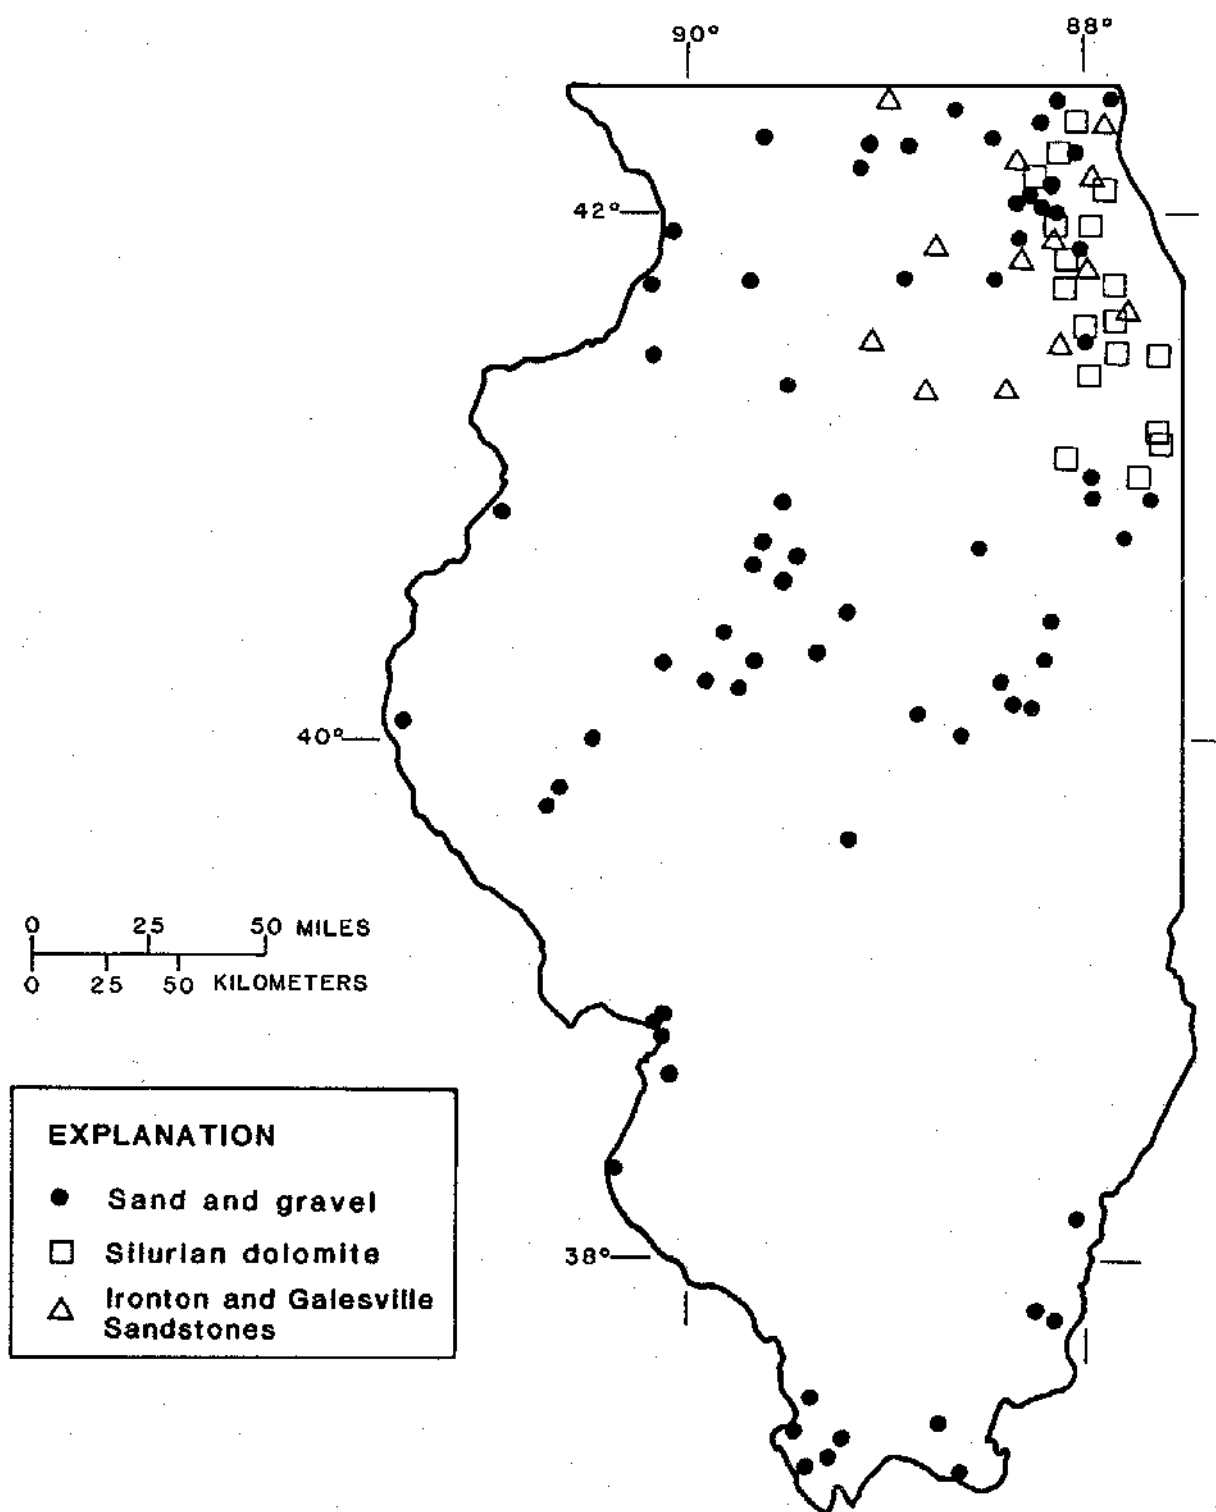 90° 88°
42°
40°
0 25 50 MILES
0 25 50 KILOMETERS
EXPLANATION
Sand and gravel
Silurian dolomite
38°
Ironton and Galesville
Sandstones